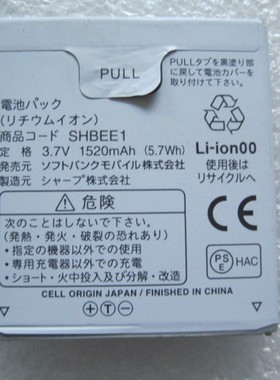 PULL
PULLタブを黒塗り部
に戻して電池カバーを
取り付けて下さい
電池パック
(リチウムイオン)
商品コード SHBEE1
定 格 3.7V 1520mAh (5.7Wh)
発売元 ソフトバンクモバイル株式会社
製造元 シャープ株式会社
Li-ion00
使用後は
リサイクルへ
⚠危険
次のことはしないで下さい。
(発熱・発火・破裂の恐れあり)
・指定の機器以外での使用
・専用充電器以外での充電
・ショート・火中投入及び分解・改造
CE
PS
E
HAC
CELL ORIGIN JAPAN / FINISHED IN CHINA